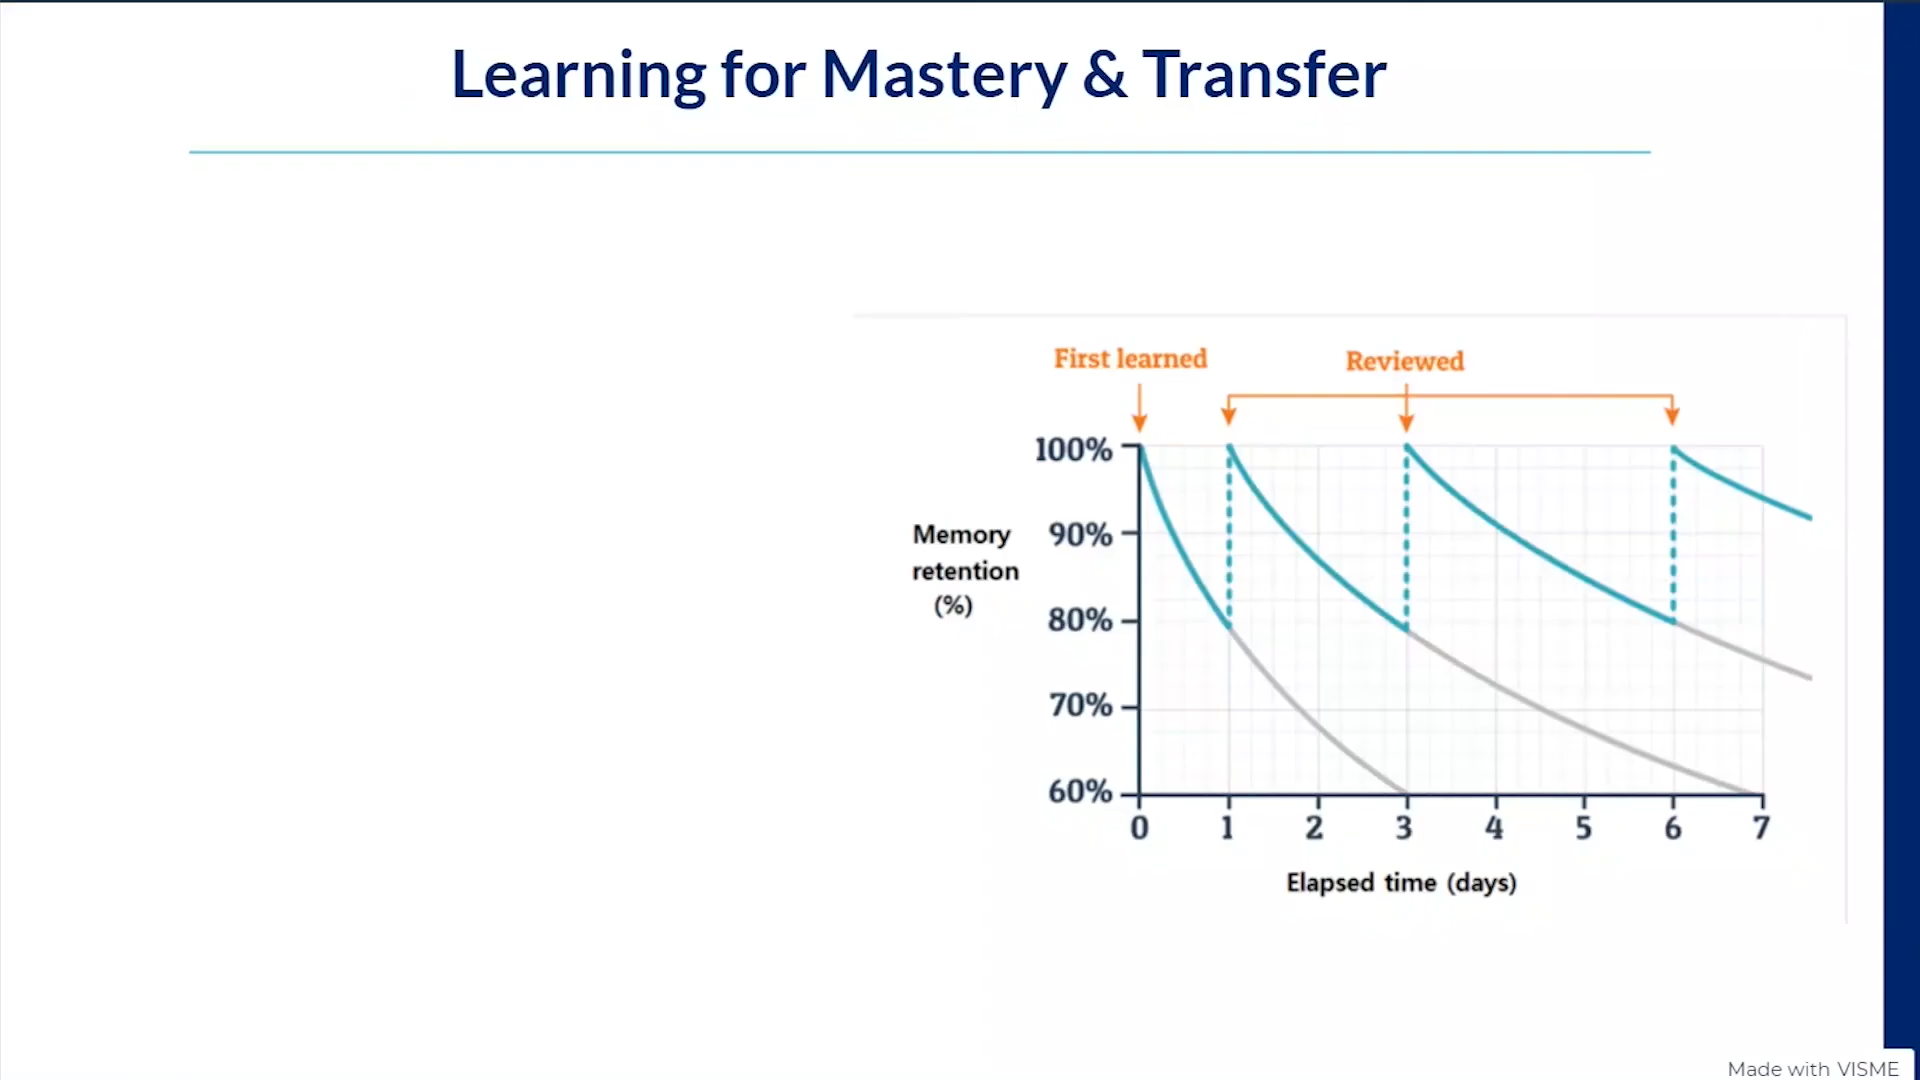 Learning for Mastery & Transfer
First learned
Reviewed
100%
90%
80%
70%
60%
Memory
retention
(%)
0 1 2 3 4 5 6 7
Elapsed time (days)
Made with VISME